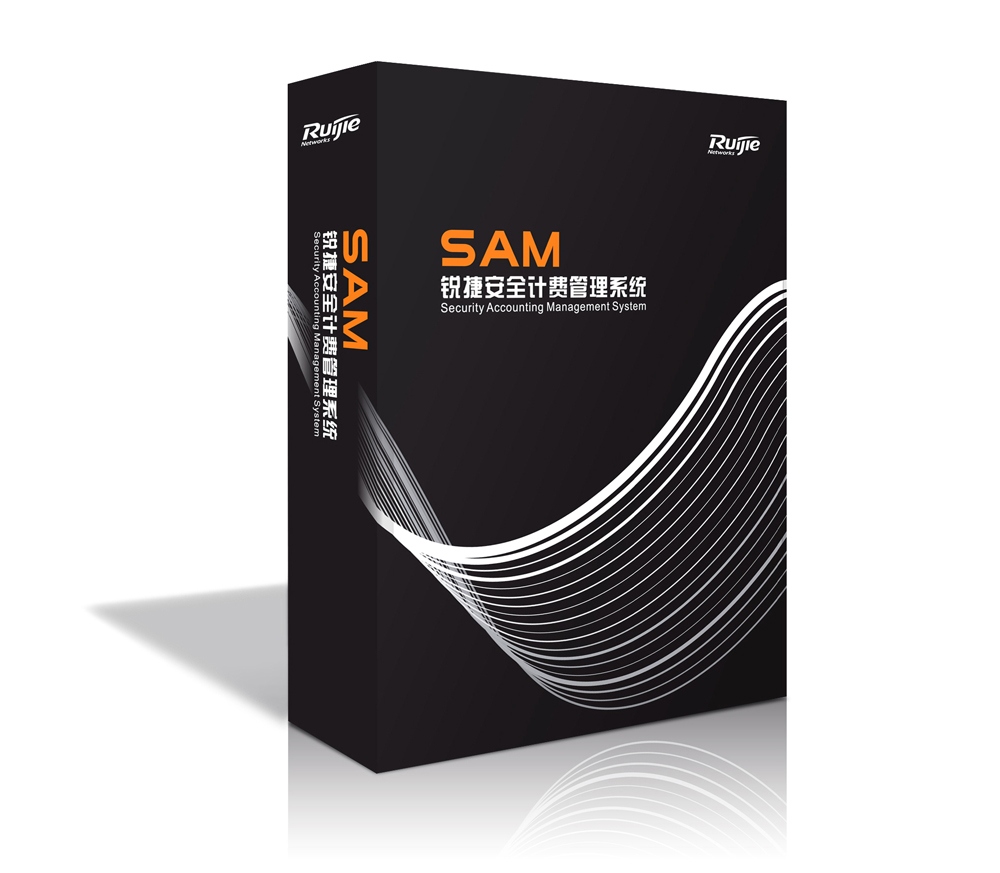 Ruijie
Networks
SAM
锐捷安全计费管理系统
Security Accounting Management System
Ruijie
Networks
SAM
锐捷安全计费管理系统
Security Accounting Management System